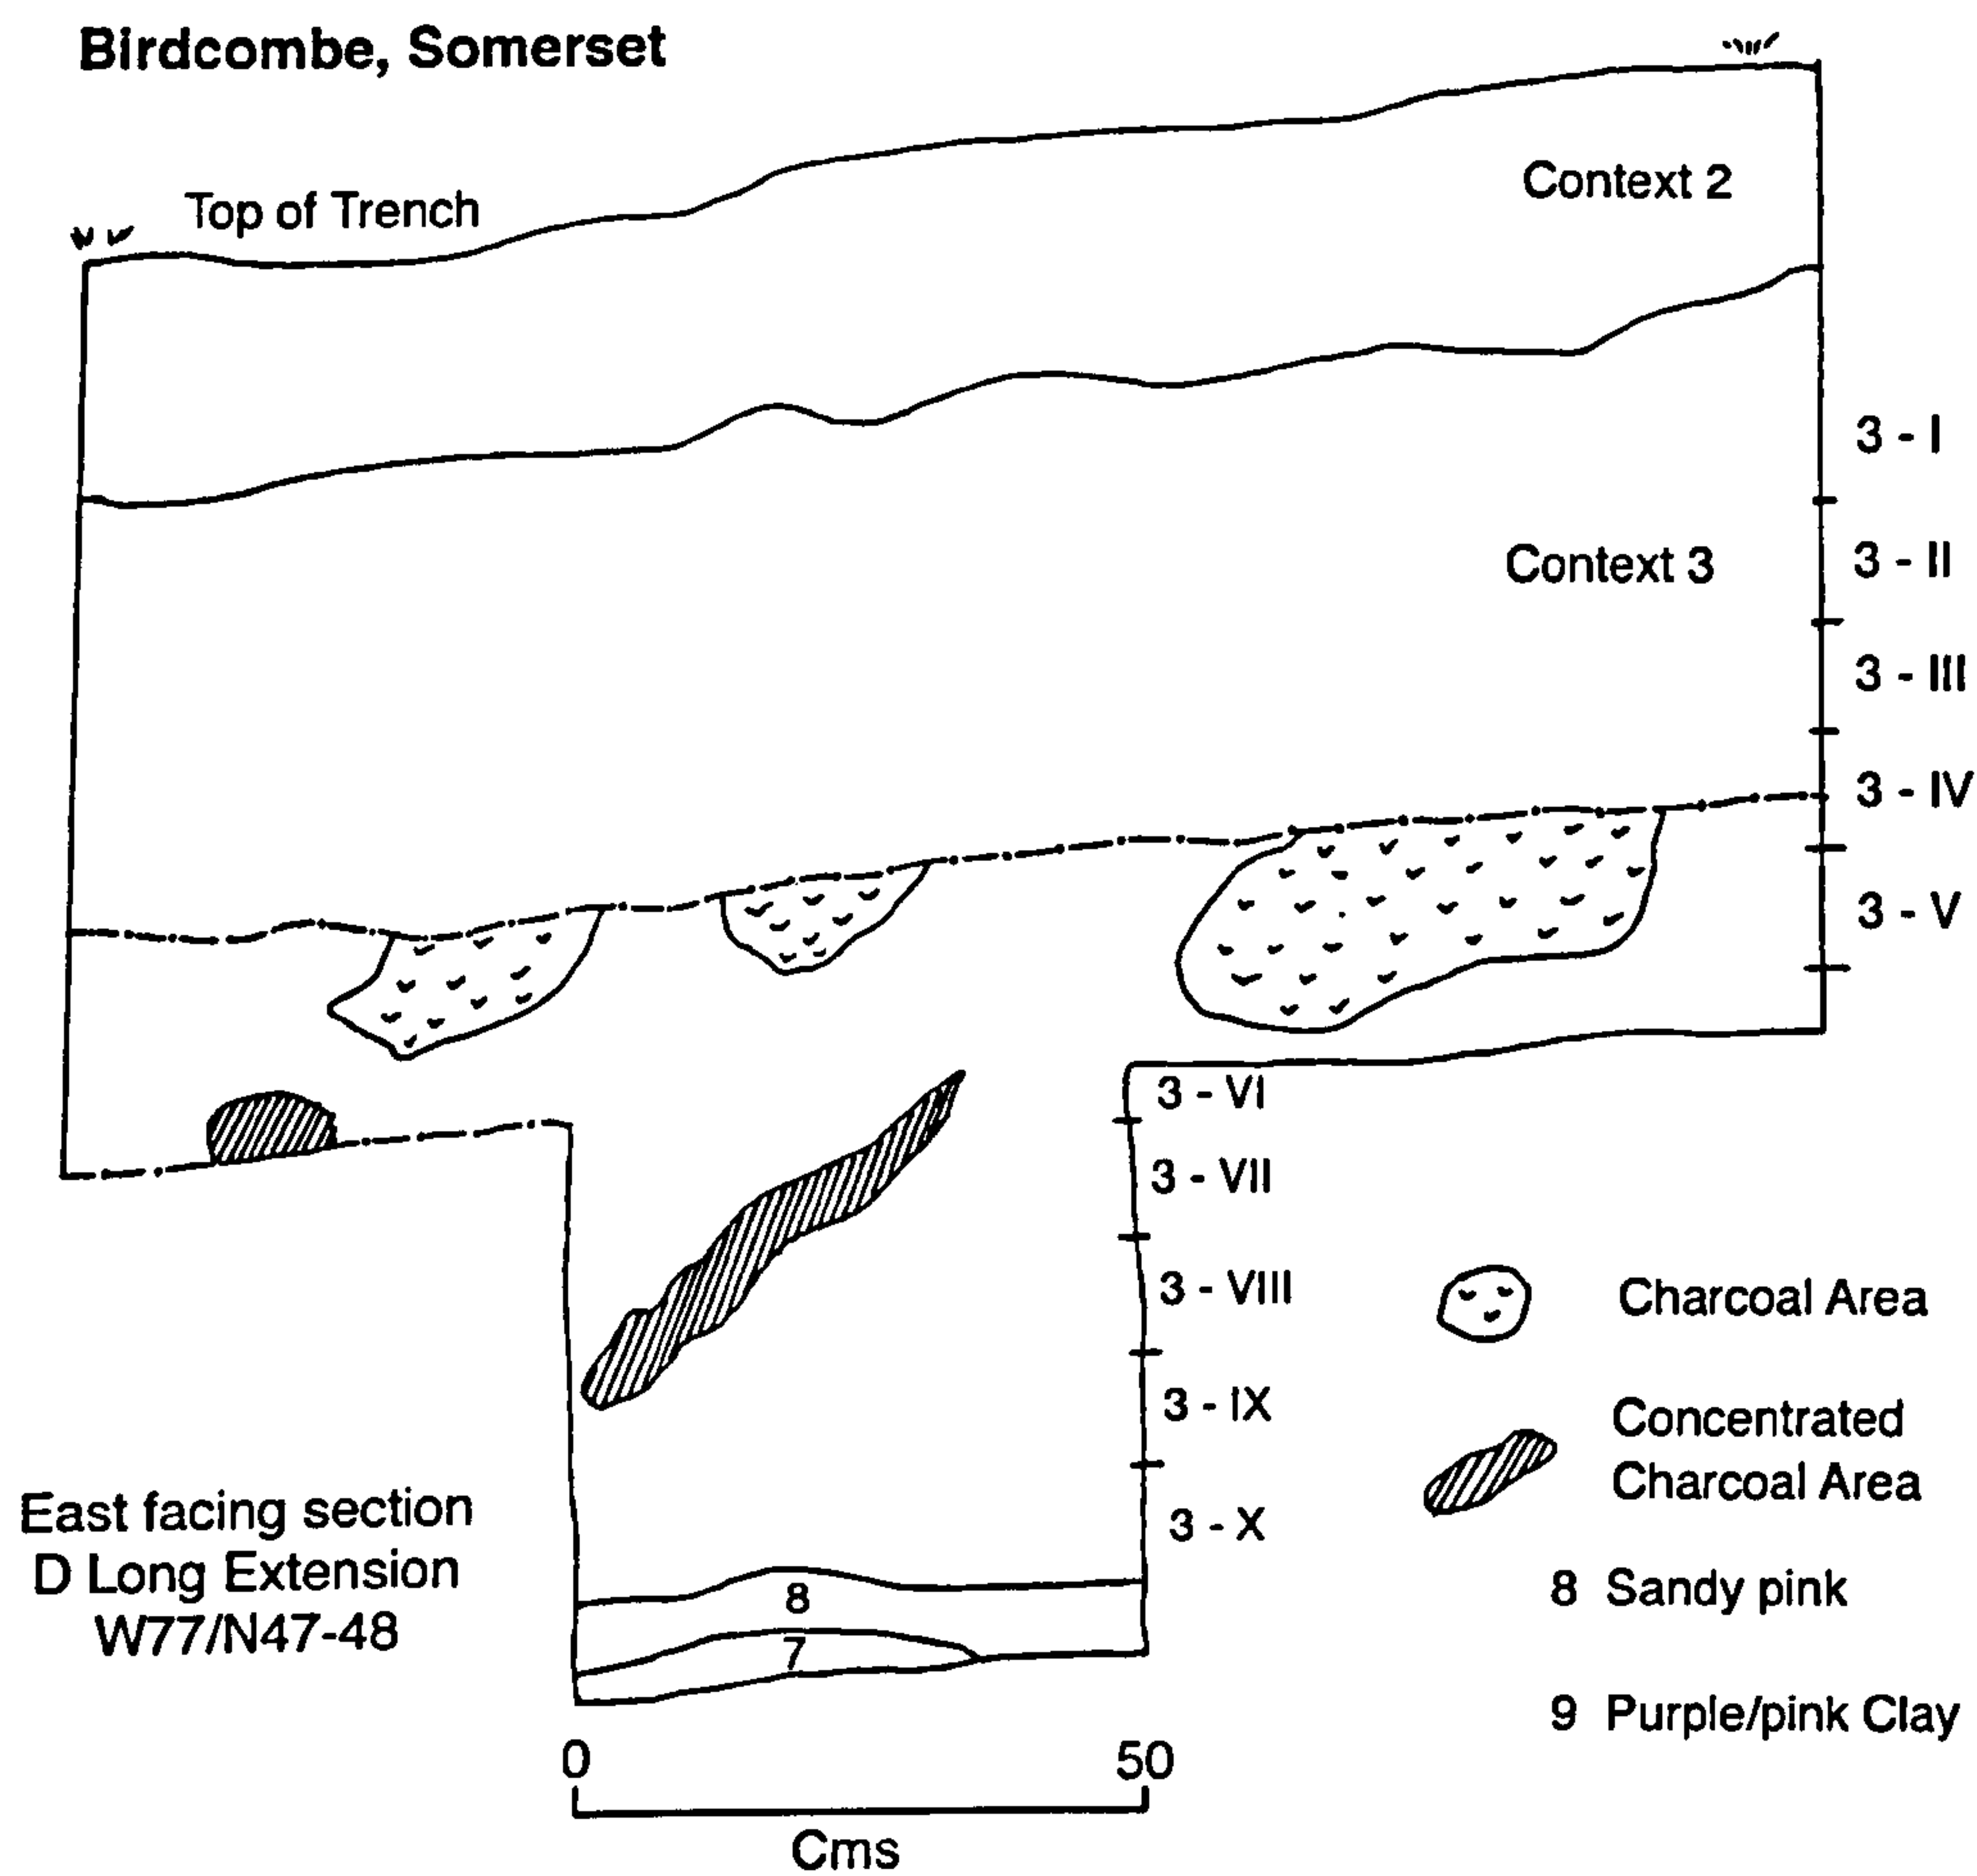 Birdcombe, Somerset
Top of Trench
Context 2
3 - I
Context 3
3 - II
3 - III
3 - IV
3 - V
3 - VI
3 - VII
3 - VIII
Charcoal Area
3 - IX
Concentrated
Charcoal Area
East facing section
D Long Extension
W77/N47-48
3 - X
8
7
8 Sandy pink
9 Purple/pink Clay
0 50
Cms